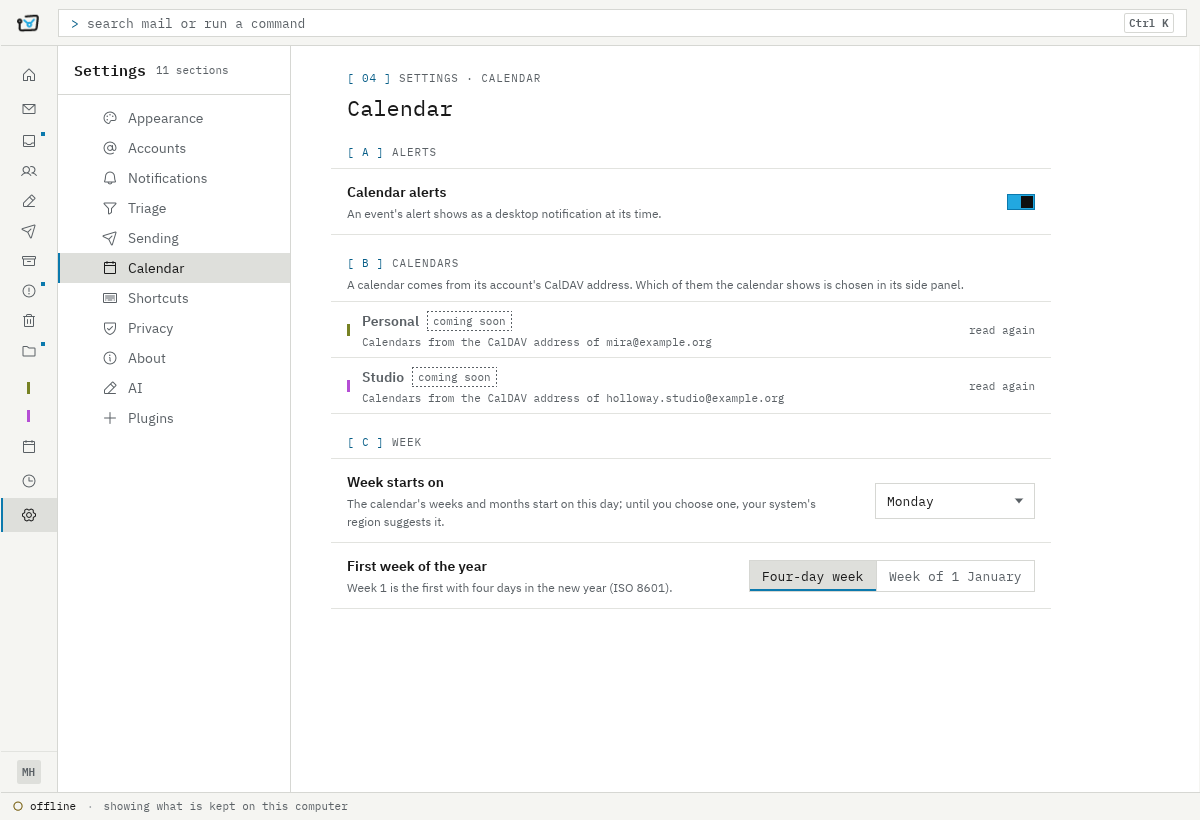 > search mail or run a command
Ctrl K
Settings 11 sections
Appearance
Accounts
Notifications
Triage
Sending
Calendar
Shortcuts
Privacy
About
AI
Plugins
MH
[ 04 ] SETTINGS · CALENDAR
Calendar
[ A ] ALERTS
Calendar alerts
An event's alert shows as a desktop notification at its time.
[ B ] CALENDARS
A calendar comes from its account's CalDAV address. Which of them the calendar shows is chosen in its side panel.
Personal coming soon
Calendars from the CalDAV address of mira@example.org
read again
Studio coming soon
Calendars from the CalDAV address of holloway.studio@example.org
read again
[ C ] WEEK
Week starts on
The calendar's weeks and months start on this day; until you choose one, your system's
region suggests it.
Monday
First week of the year
Week 1 is the first with four days in the new year (ISO 8601).
Four-day week Week of 1 January
offline · showing what is kept on this computer